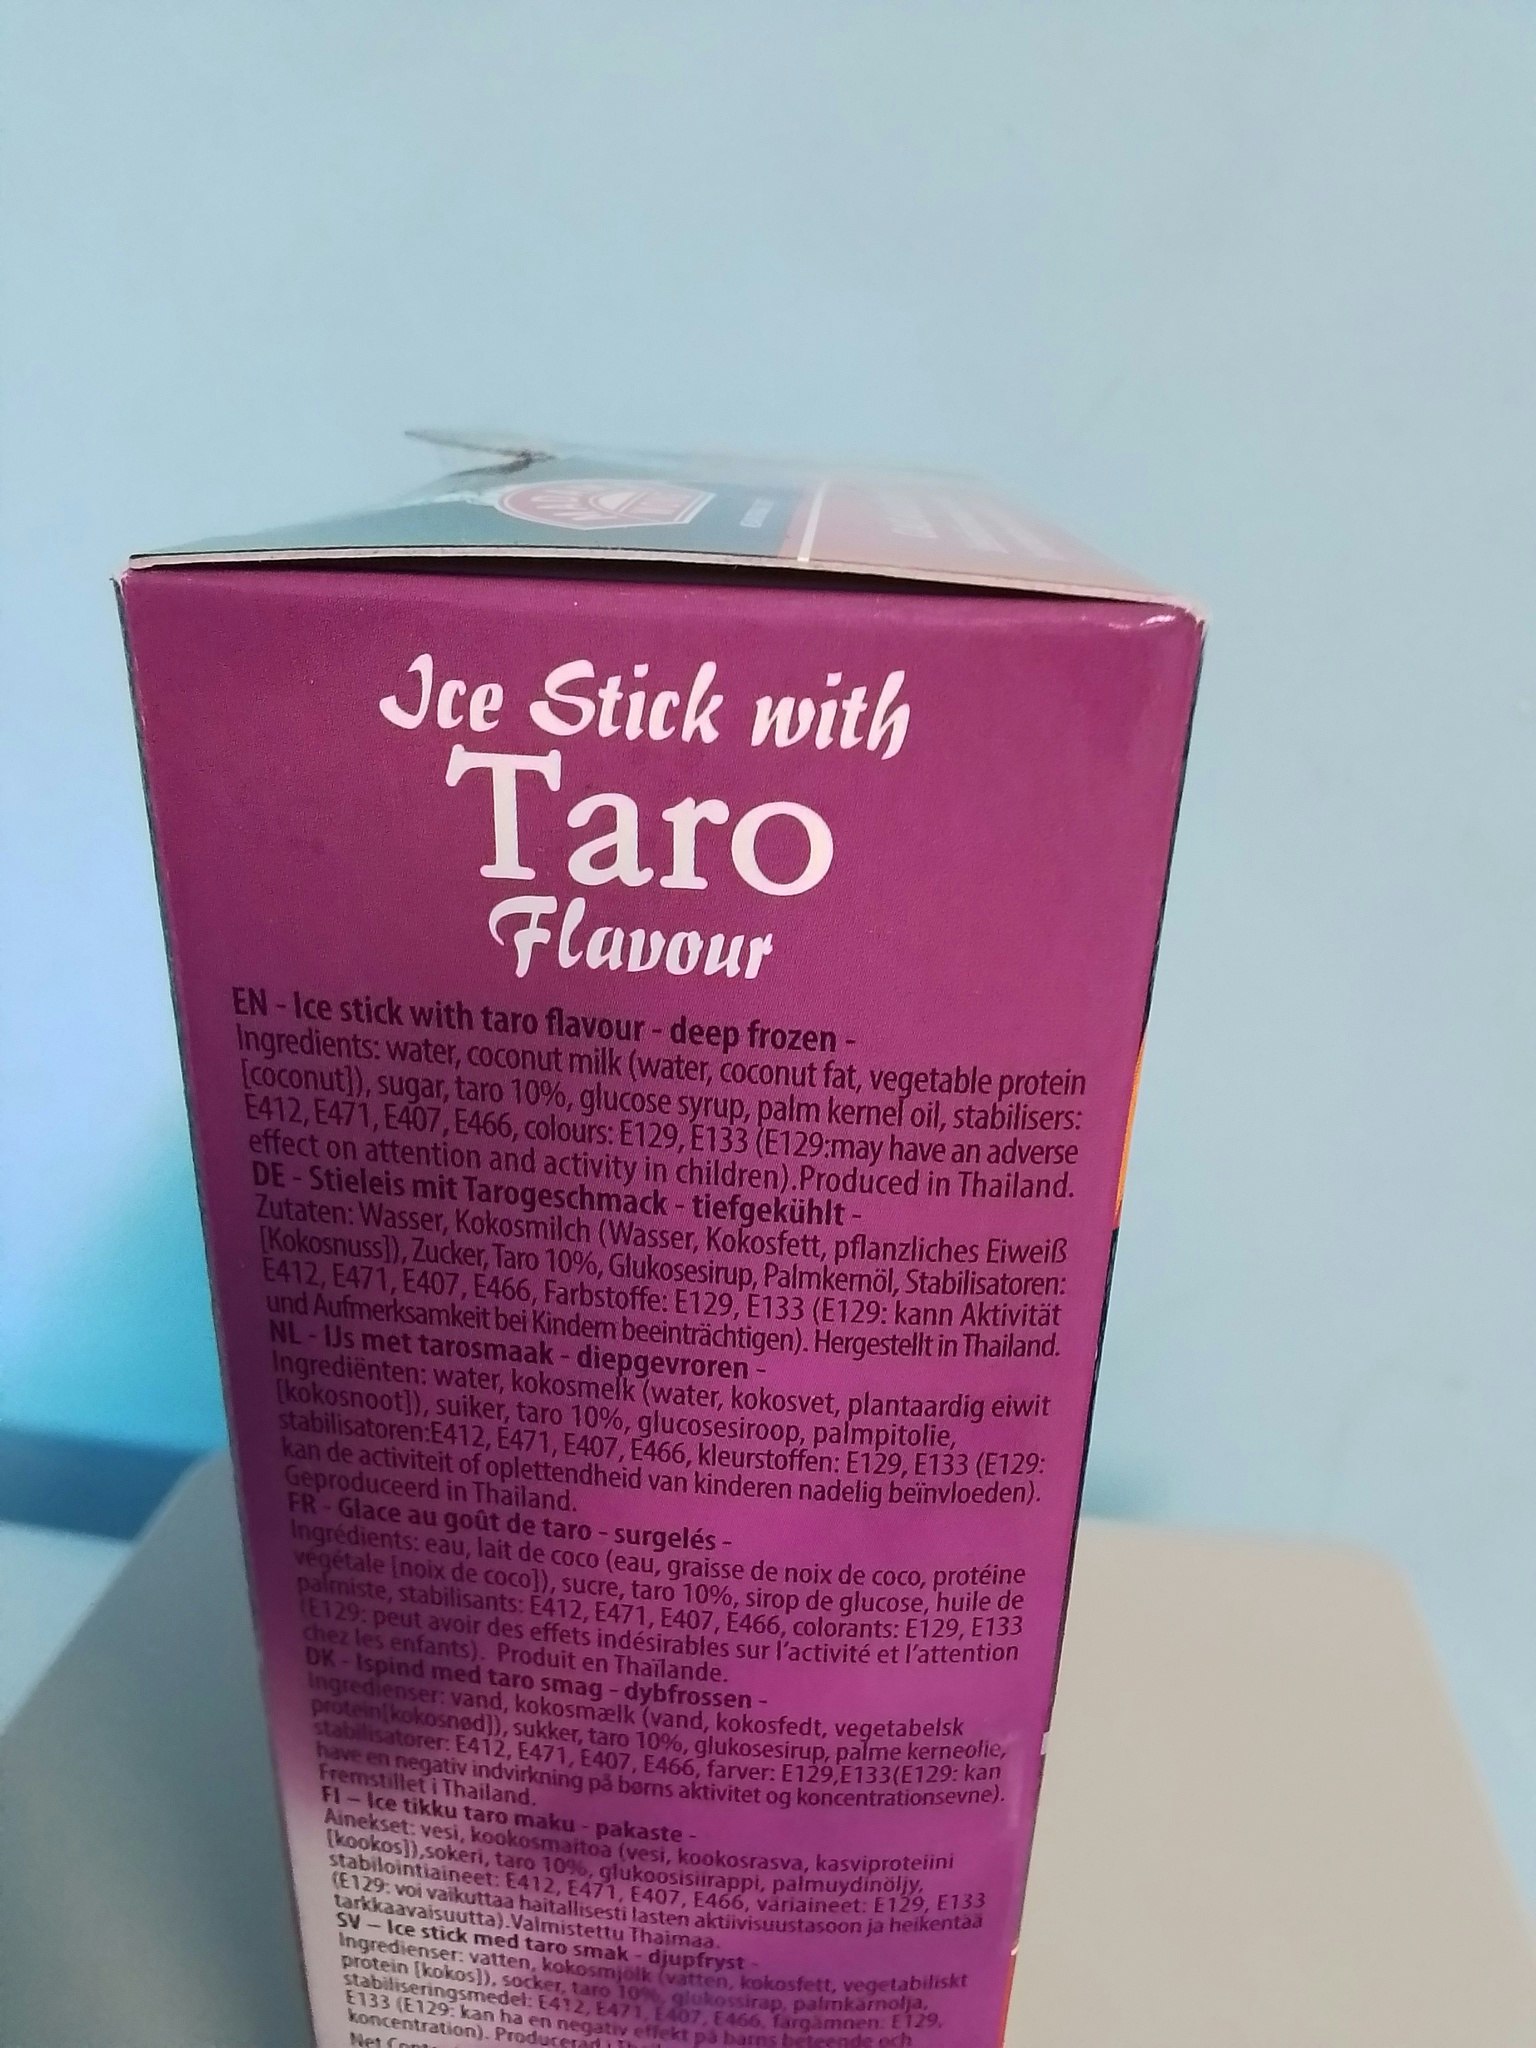 Ice Stick with
Taro
Flavour
EN - Ice stick with taro flavour - deep frozen -
Ingredients: water, coconut milk (water, coconut fat, vegetable protein
[coconut]), sugar, taro 10%, glucose syrup, palm kernel oil, stabilisers:
E412, E471, E407, E466, colours: E129, E133 (E129:may have an adverse
effect on attention and activity in children).Produced in Thailand.
DE - Stieleis mit Tarogeschmack - tiefgekühlt -
Zutaten: Wasser, Kokosmilch (Wasser, Kokosfett, pflanzliches Eiweiß
[Kokosnuss]), Zucker, Taro 10%, Glukosesirup, Palmkernöl, Stabilisatoren:
E412, E471, E407, E466, Farbstoffe: E129, E133 (E129: kann Aktivität
und Aufmerksamkeit bei Kindern beeinträchtigen). Hergestellt in Thailand.
NL - IJs met tarosmaak - diepgevroren -
Ingrediënten: water, kokosmelk (water, kokosvet, plantaardig eiwit
[kokosnoot]), suiker, taro 10%, glucosesiroop, palmpitolie,
stabilisatoren:E412, E471, E407, E466, kleurstoffen: E129, E133 (E129:
kan de activiteit of oplettendheid van kinderen nadelig beïnvloeden).
Geproduceerd in Thailand.
FR - Glace au goût de taro - surgelés -
Ingrédients: eau, lait de coco (eau, graisse de noix de coco, protéine
végétale [noix de coco]), sucre, taro 10%, sirop de glucose, huile de
palmiste, stabilisants: E412, E471, E407, E466, colorants: E129, E133
(E129: peut avoir des effets indésirables sur l'activité et l'attention
chez les enfants). Produit en Thaïlande.
DK - Ispind med taro smag - dybfrossen -
Ingredienser: vand, kokosmælk (vand, kokosfedt, vegetabelsk
protein[kokosnød]), sukker, taro 10%, glukosesirup, palme kerneolie,
stabilisatorer: E412, E471, E407, E466, farver: E129,E133(E129: kan
have en negativ indvirkning på børns aktivitet og koncentrationsevne).
Fremstillet i Thailand.
FI – Ice tikku taro maku - pakaste -
Ainekset: vesi, kookosmaitoa (vesi, kookosrasva, kasviproteiini
[kookos]),sokeri, taro 10%, glukoosisiirappi, palmuydinöljy,
stabilointiaineet: E412, E471, E407, E466, väriaineet: E129, E133
(E129: voi vaikuttaa haitallisesti lasten aktiivisuustasoon ja heikentää
tarkkaavaisuutta).Valmistettu Thaimaa.
SV – Ice stick med taro smak - djupfryst -
Ingredienser: vatten, kokosmjölk (vatten, kokosfett, vegetabiliskt
protein [kokos]), socker, taro 10%, glukossirap, palmkärnolja,
stabiliseringsmedel: E412, E471, E407, E466, färgämnen: E129,
E133 (E129: kan ha en negativ effekt på barns beteende och
koncentration). Producerad i
Net